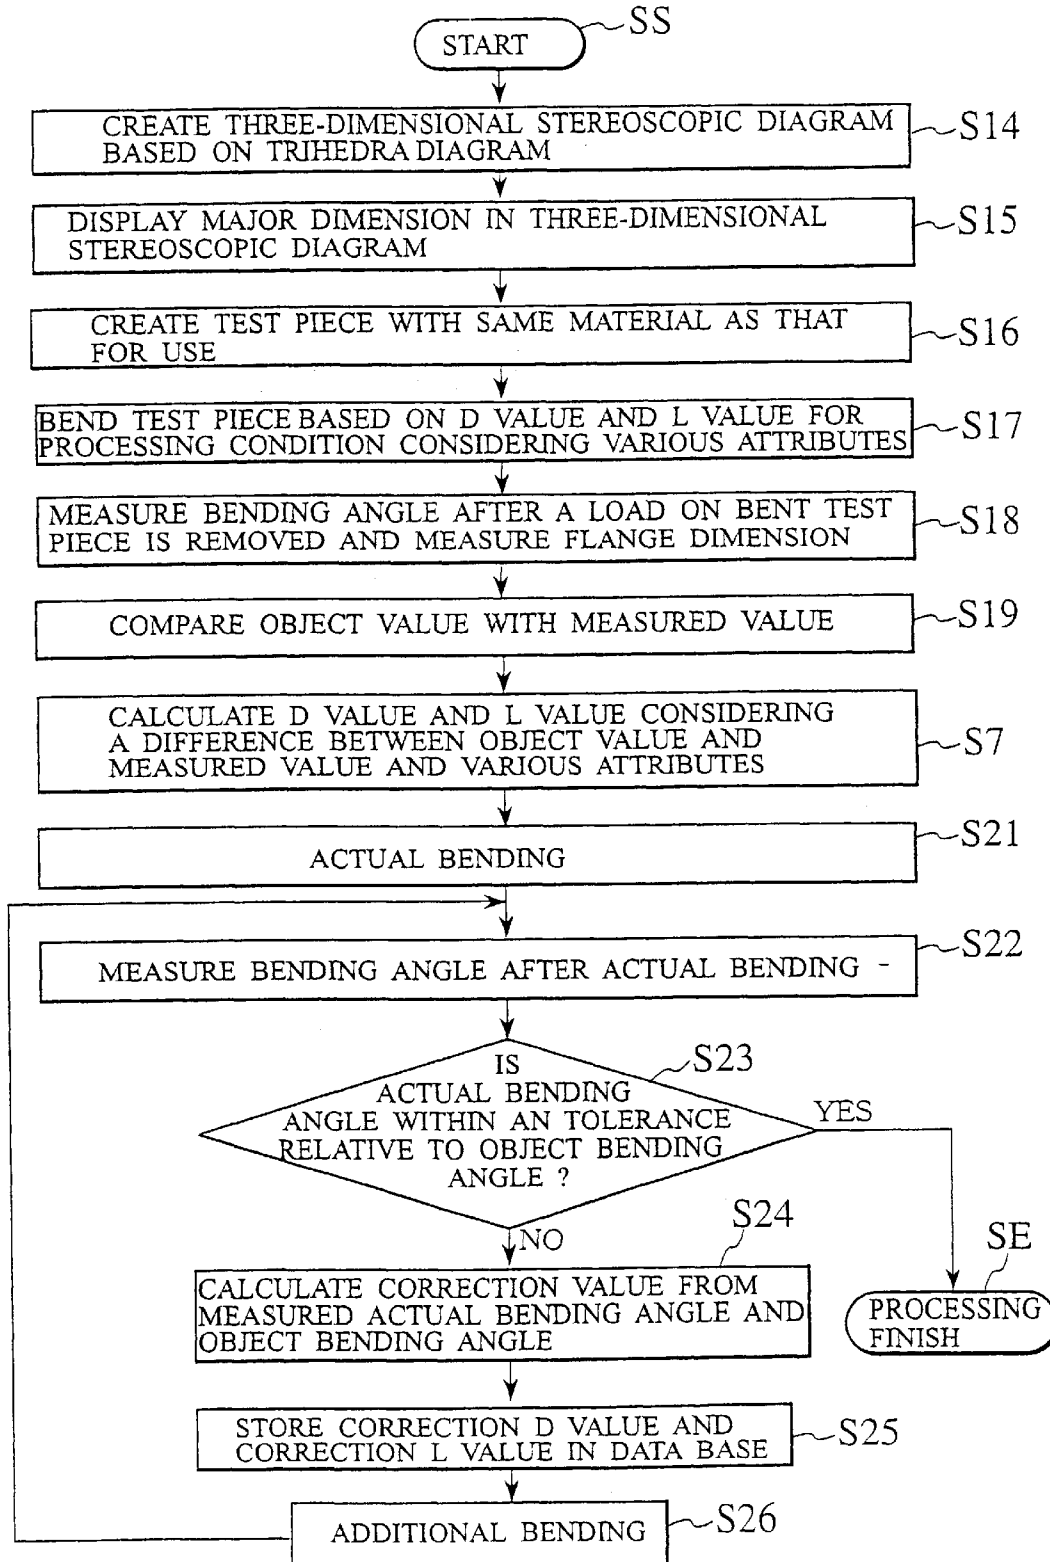 SS
START
CREATE THREE-DIMENSIONAL STEREOSCOPIC DIAGRAM
BASED ON TRIHEDRA DIAGRAM
S14
DISPLAY MAJOR DIMENSION IN THREE-DIMENSIONAL
STEREOSCOPIC DIAGRAM
S15
CREATE TEST PIECE WITH SAME MATERIAL AS THAT
FOR USE
S16
BEND TEST PIECE BASED ON D VALUE AND L VALUE FOR
PROCESSING CONDITION CONSIDERING VARIOUS ATTRIBUTES
S17
MEASURE BENDING ANGLE AFTER A LOAD ON BENT TEST
PIECE IS REMOVED AND MEASURE FLANGE DIMENSION
S18
COMPARE OBJECT VALUE WITH MEASURED VALUE
S19
CALCULATE D VALUE AND L VALUE CONSIDERING
A DIFFERENCE BETWEEN OBJECT VALUE AND
MEASURED VALUE AND VARIOUS ATTRIBUTES
S7
ACTUAL BENDING
S21
MEASURE BENDING ANGLE AFTER ACTUAL BENDING -
S22
IS
ACTUAL BENDING
ANGLE WITHIN AN TOLERANCE
RELATIVE TO OBJECT BENDING
ANGLE ?
S23
YES
NO
S24
CALCULATE CORRECTION VALUE FROM
MEASURED ACTUAL BENDING ANGLE AND
OBJECT BENDING ANGLE
SE
PROCESSING
FINISH
STORE CORRECTION D VALUE AND
CORRECTION L VALUE IN DATA BASE
S25
ADDITIONAL BENDING
S26